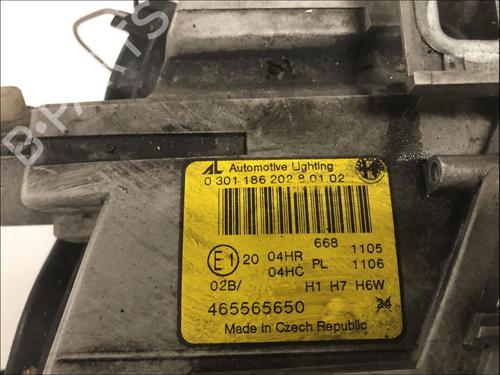 B-PARTS
AL Automotive Lighting
0 301 186 202 8 01 02
668 1105
E1 20 04HR PL 1106
04HC
02B/ H1 H7 H6W
465565650 24
Made in Czech Republic